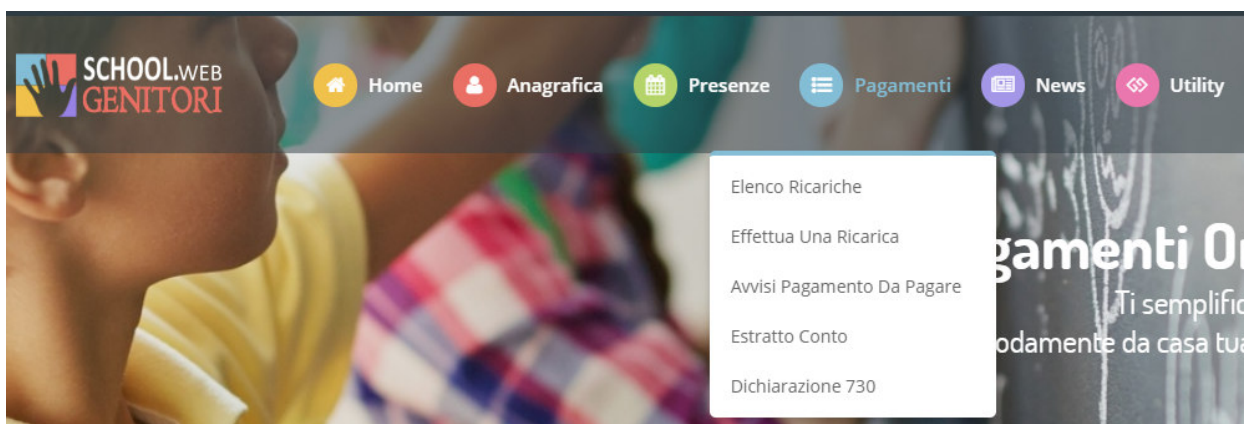 SCHOOL.WEB
GENITORI
Home
Anagrafica
Presenze
Pagamenti
News
Utility
Elenco Ricariche
Effettua Una Ricarica
Avvisi Pagamento Da Pagare
Estratto Conto
Dichiarazione 730
gamenti O
Ti semplific
odamente da casa tua